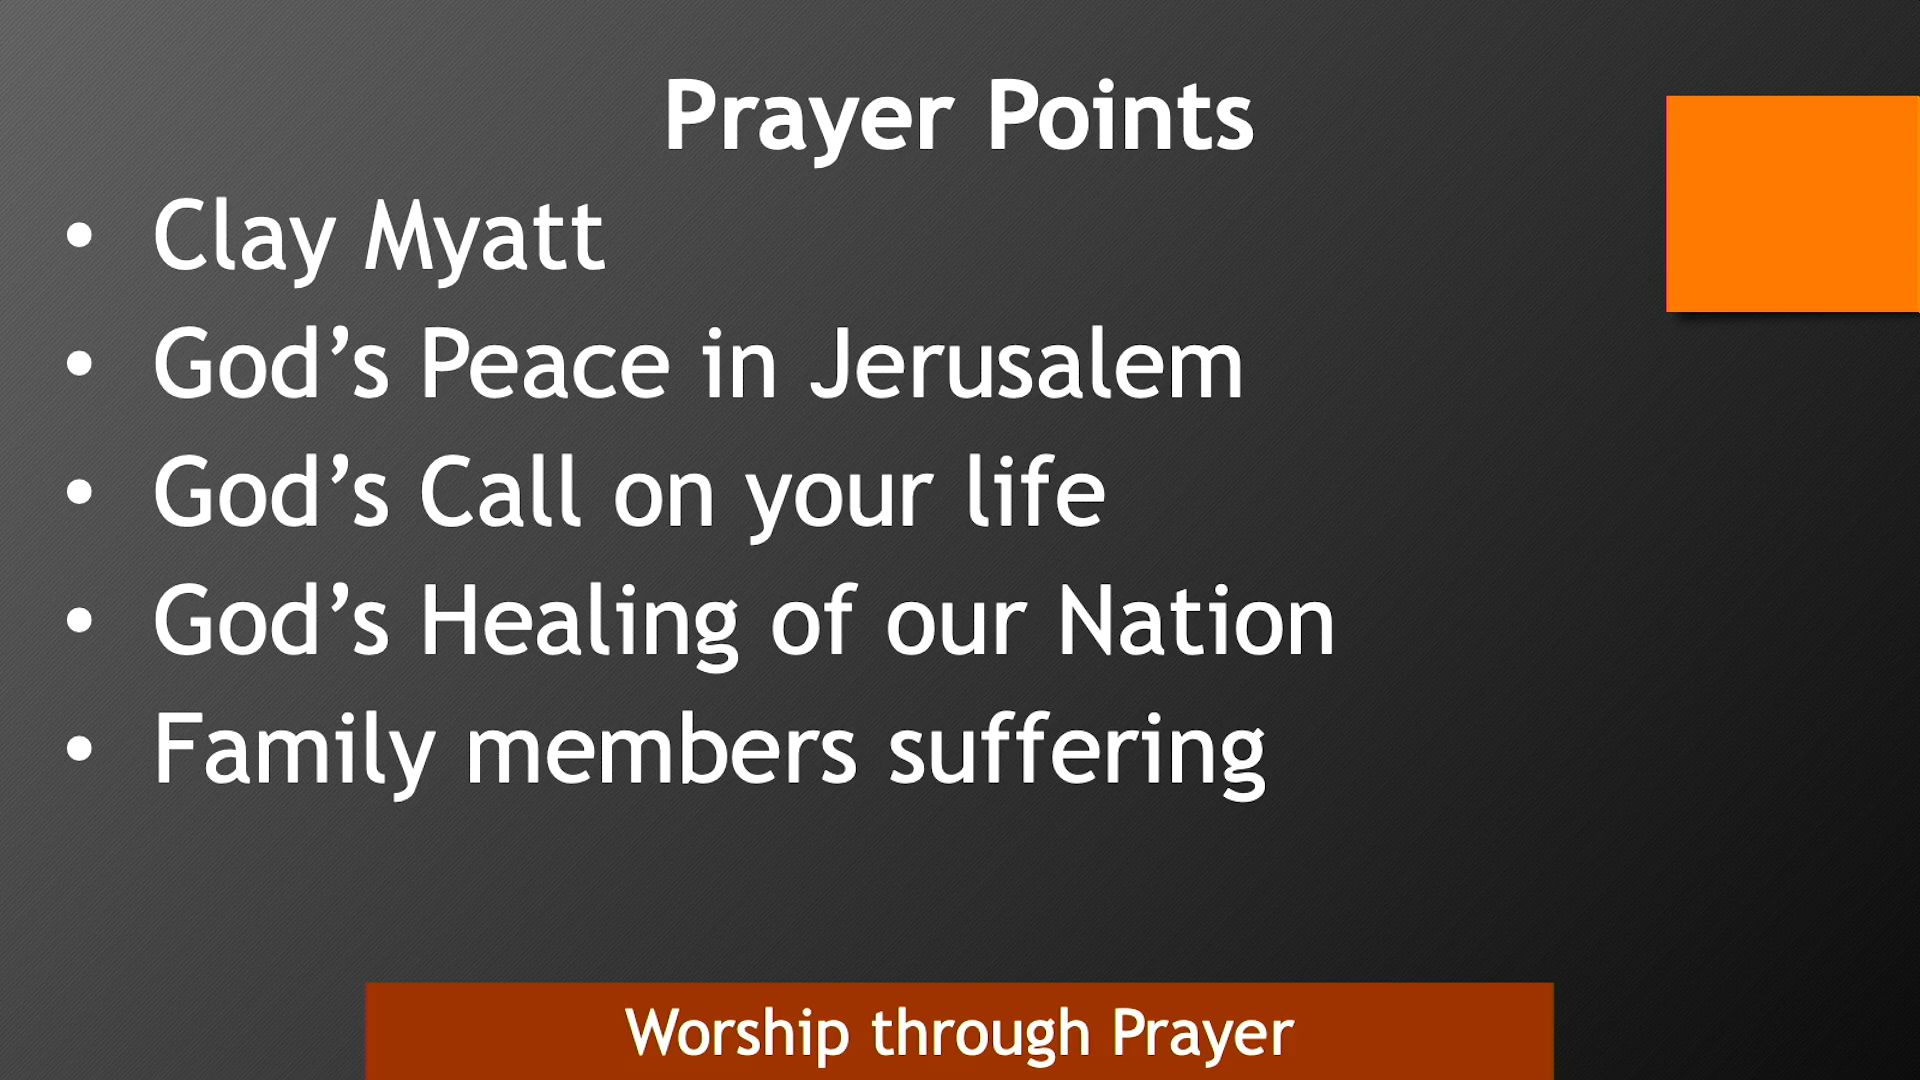 Prayer Points
• Clay Myatt
• God’s Peace in Jerusalem
• God’s Call on your life
• God’s Healing of our Nation
• Family members suffering
Worship through Prayer